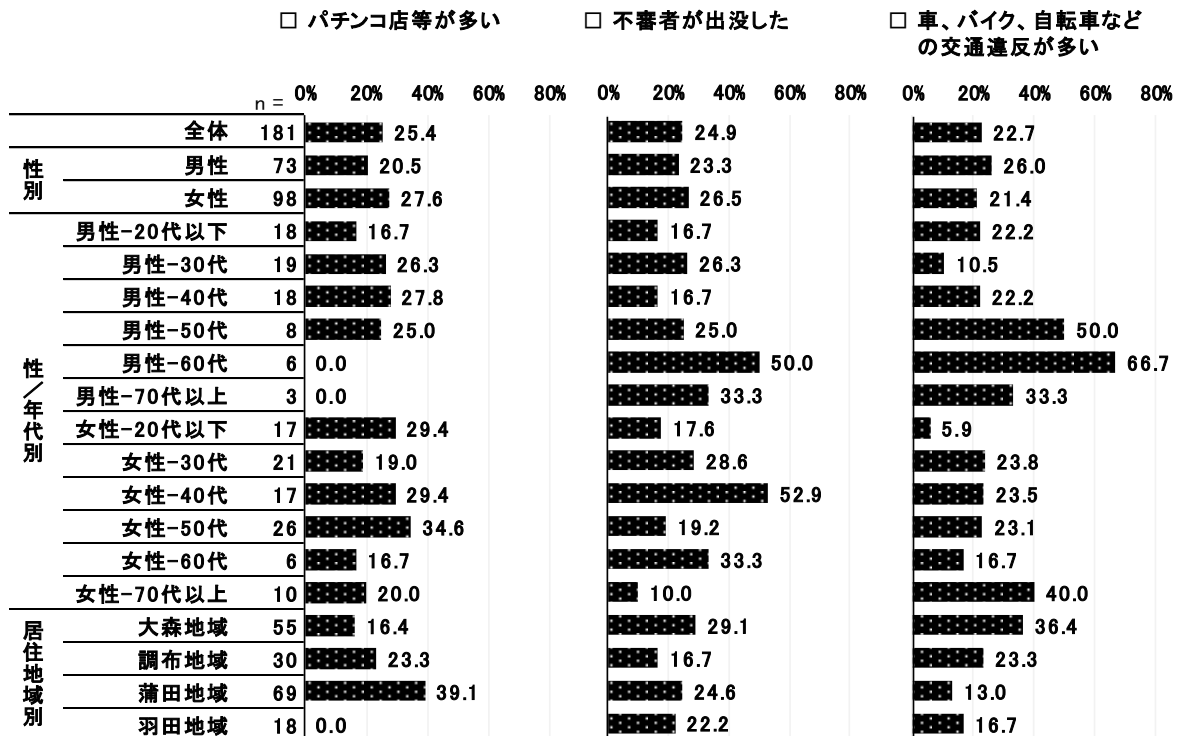 □ パチンコ店等が多い □ 不審者が出没した □ 車、バイク、自転車など
の交通違反が多い
n = 0% 20% 40% 60% 80% 0% 20% 40% 60% 80% 0% 20% 40% 60% 80%
全体 181 25.4 24.9 22.7
性別
男性 73 20.5 23.3 26.0
女性 98 27.6 26.5 21.4
性／年代別
男性-20代以下 18 16.7 16.7 22.2
男性-30代 19 26.3 26.3 10.5
男性-40代 18 27.8 16.7 22.2
男性-50代 8 25.0 25.0 50.0
男性-60代 6 0.0 50.0 66.7
男性-70代以上 3 0.0 33.3 33.3
女性-20代以下 17 29.4 17.6 5.9
女性-30代 21 19.0 28.6 23.8
女性-40代 17 29.4 52.9 23.5
女性-50代 26 34.6 19.2 23.1
女性-60代 6 16.7 33.3 16.7
女性-70代以上 10 20.0 10.0 40.0
居住地域別
大森地域 55 16.4 29.1 36.4
調布地域 30 23.3 16.7 23.3
蒲田地域 69 39.1 24.6 13.0
羽田地域 18 0.0 22.2 16.7